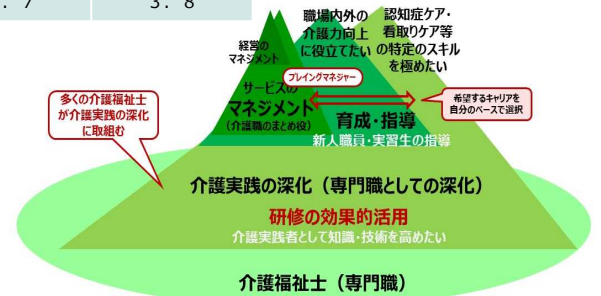 3. 8
職場内外の
介護力向上
に役立てたい
認知症ケア・
看取りケア等
の特定のスキル
を極めたい
経営の
マネジメント
プレイングマネジャー
サービスの
マネジメント
(介護職のまとめ役)
希望するキャリアを
自分のペースで選択
育成・指導
新人職員・実習生の指導
多くの介護福祉士
が介護実践の深化
に取組む
介護実践の深化（専門職としての深化）
研修の効果的活用
介護実践者として知識・技術を高めたい
介護福祉士（専門職）